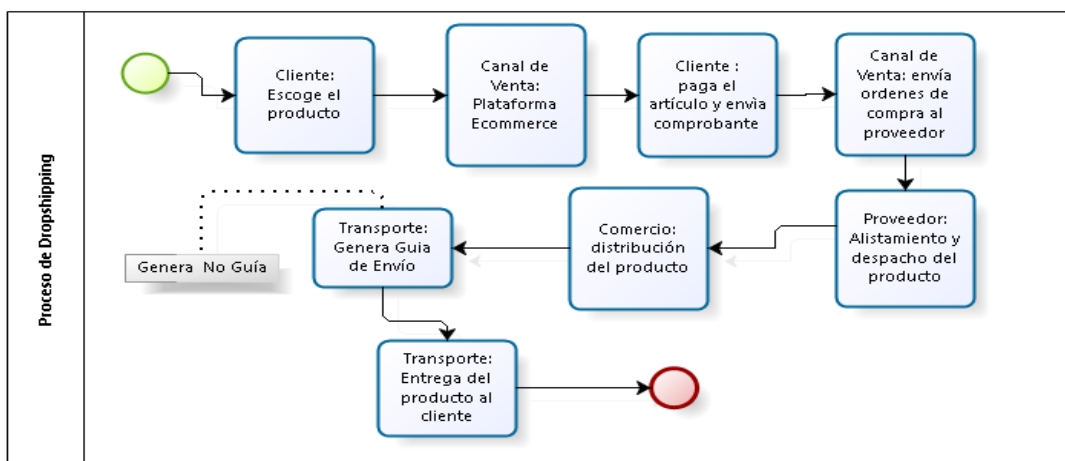 Proceso de Dropshipping
Cliente:
Escoge el
producto
Canal de
Venta:
Plataforma
Ecommerce
Cliente :
paga el
artículo y envìa
comprobante
Canal de
Venta: envía
ordenes de
compra al
proveedor
Proveedor:
Alistamiento y
despacho del
producto
Comercio:
distribución
del producto
Transporte:
Genera Guia
de Envío
Genera No Guía
Transporte:
Entrega del
producto al
cliente